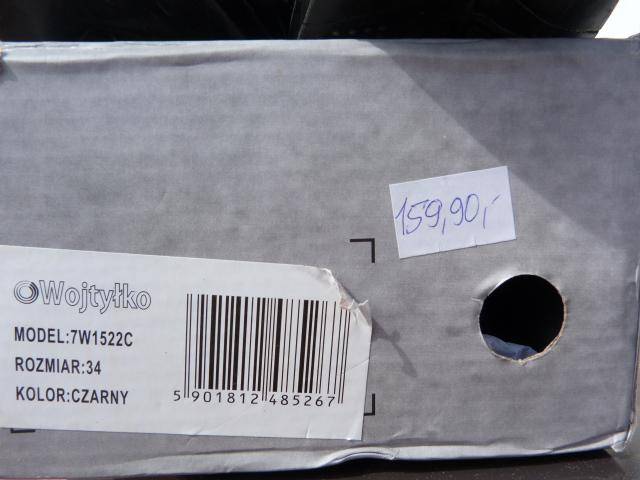 159,90,-
Wojtyłko
MODEL:7W1522C
ROZMIAR:34
KOLOR:CZARNY
5 901812 485267